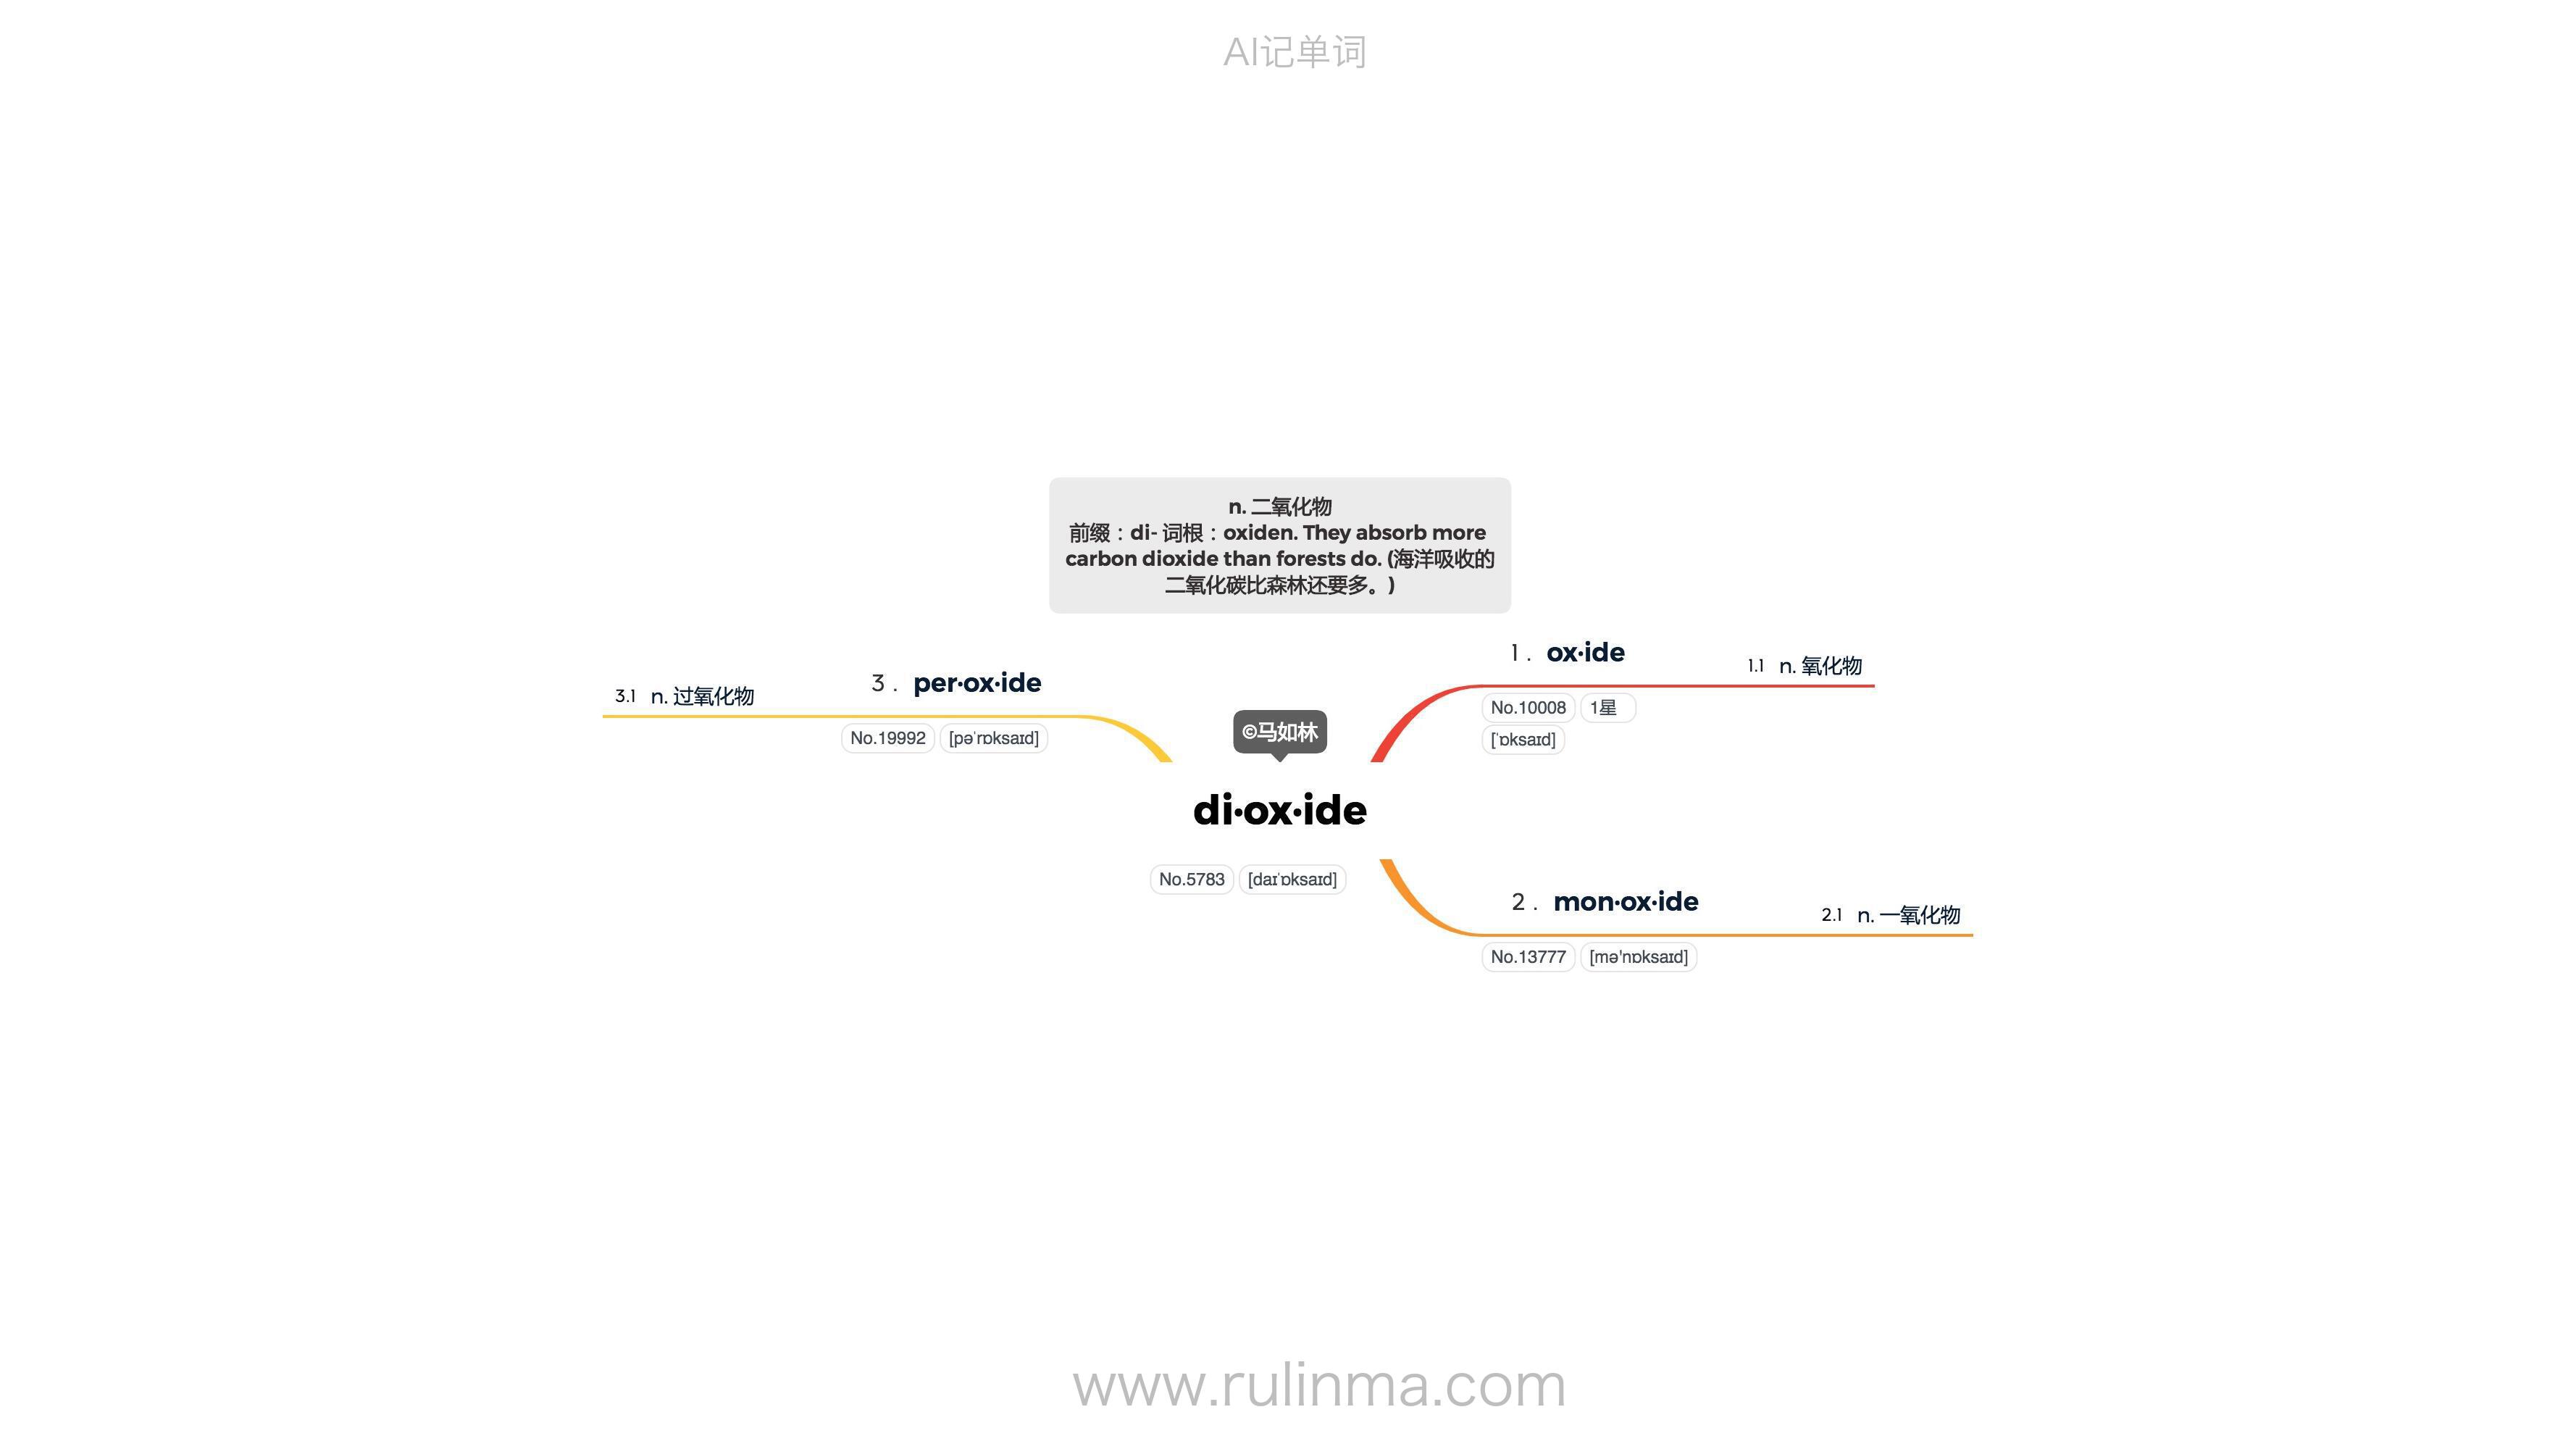 AI记单词
n. 二氧化物
前缀：di- 词根：oxiden. They absorb more
carbon dioxide than forests do. (海洋吸收的
二氧化碳比森林还要多。)
1 . ox·ide
1.1 n. 氧化物
No.10008 1星
[ˈɒksaɪd]
3 . per·ox·ide
3.1 n. 过氧化物
No.19992 [pəˈrɒksaɪd]
©马如林
di·ox·ide
No.5783 [daɪˈɒksaɪd]
2 . mon·ox·ide
2.1 n. 一氧化物
No.13777 [mə'nɒksaɪd]
www.rulinma.com